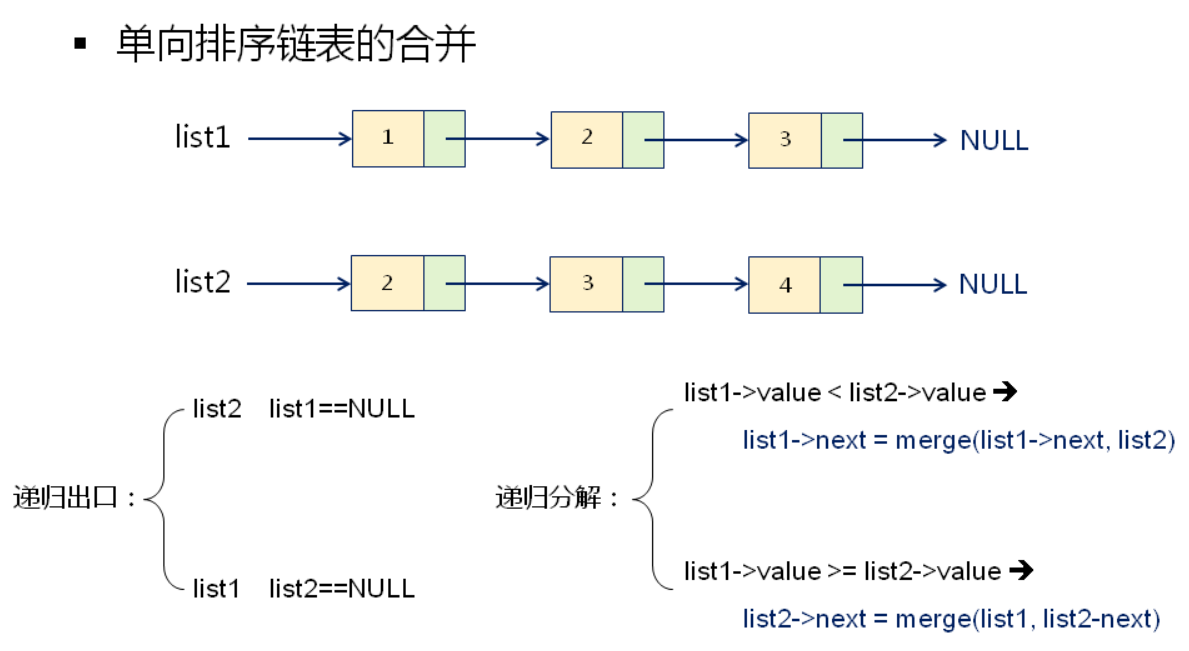 ▪ 单向排序链表的合并
list1 1 2 3 NULL
list2 2 3 4 NULL
递归出口：
list2 list1==NULL
list1 list2==NULL
递归分解：
list1->value < list2->value ➔
list1->next = merge(list1->next, list2)
list1->value >= list2->value ➔
list2->next = merge(list1, list2-next)